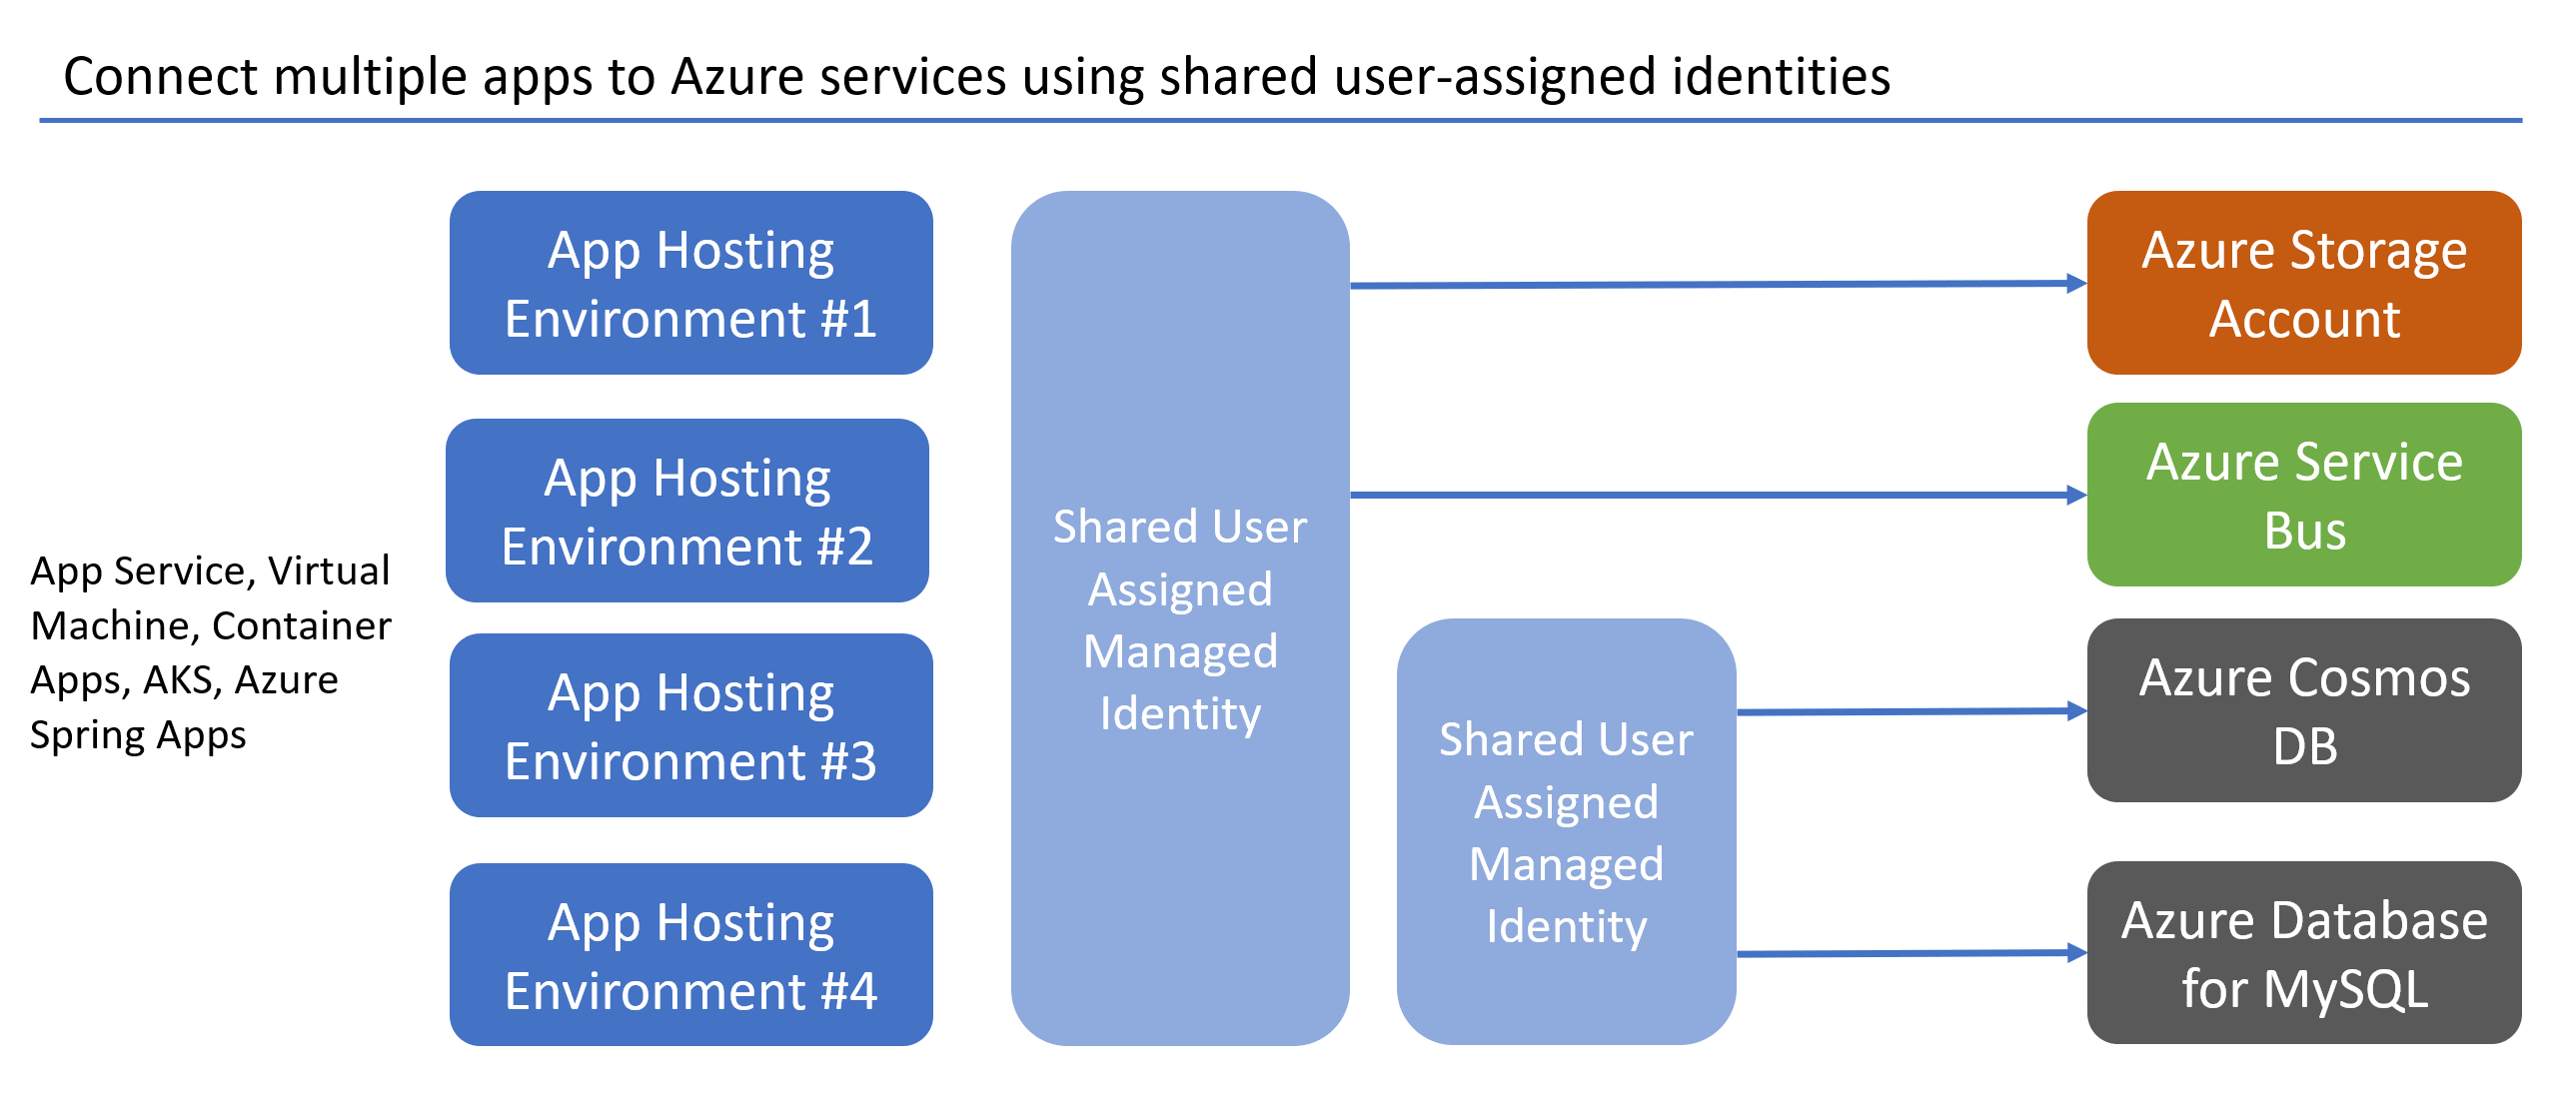 Connect multiple apps to Azure services using shared user-assigned identities
App Service, Virtual
Machine, Container
Apps, AKS, Azure
Spring Apps
App Hosting
Environment #1
App Hosting
Environment #2
App Hosting
Environment #3
App Hosting
Environment #4
Shared User
Assigned
Managed
Identity
Shared User
Assigned
Managed
Identity
Azure Storage
Account
Azure Service
Bus
Azure Cosmos
DB
Azure Database
for MySQL